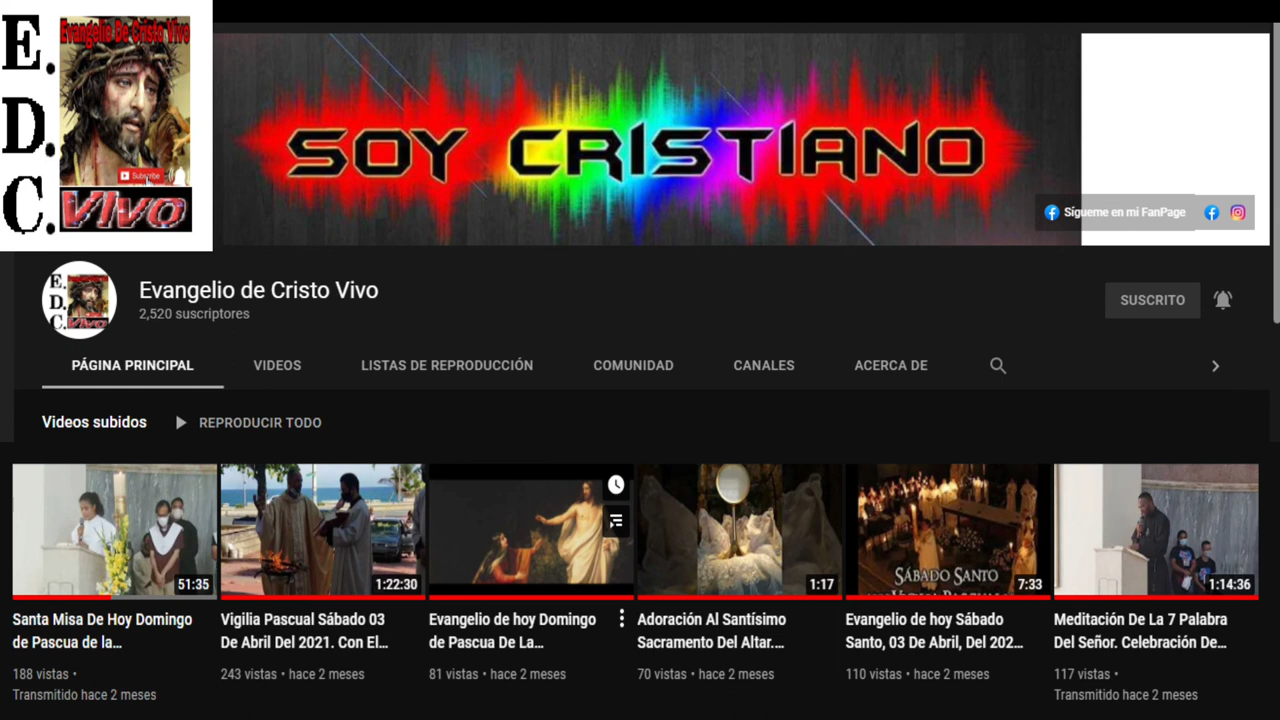 E.
D.
C.
Evangelio De Cristo Vivo
Subscribe
Vivo
SOY CRISTIANO
Sígueme en mi FanPage
E.
D.
C.
Vivo
Evangelio de Cristo Vivo
2,520 suscriptores
SUSCRITO
PÁGINA PRINCIPAL
VIDEOS
LISTAS DE REPRODUCCIÓN
COMUNIDAD
CANALES
ACERCA DE
Videos subidos
REPRODUCIR TODO
51:35
1:22:30
1:17
SÁBADO SANTO
7:33
1:14:36
Santa Misa De Hoy Domingo
de Pascua de la...
188 vistas •
Transmitido hace 2 meses
Vigilia Pascual Sábado 03
De Abril Del 2021. Con El...
243 vistas • hace 2 meses
Evangelio de hoy Domingo
de Pascua De La...
81 vistas • hace 2 meses
Adoración Al Santísimo
Sacramento Del Altar....
70 vistas • hace 2 meses
Evangelio de hoy Sábado
Santo, 03 De Abril, Del 202...
110 vistas • hace 2 meses
Meditación De La 7 Palabra
Del Señor. Celebración De...
117 vistas •
Transmitido hace 2 meses